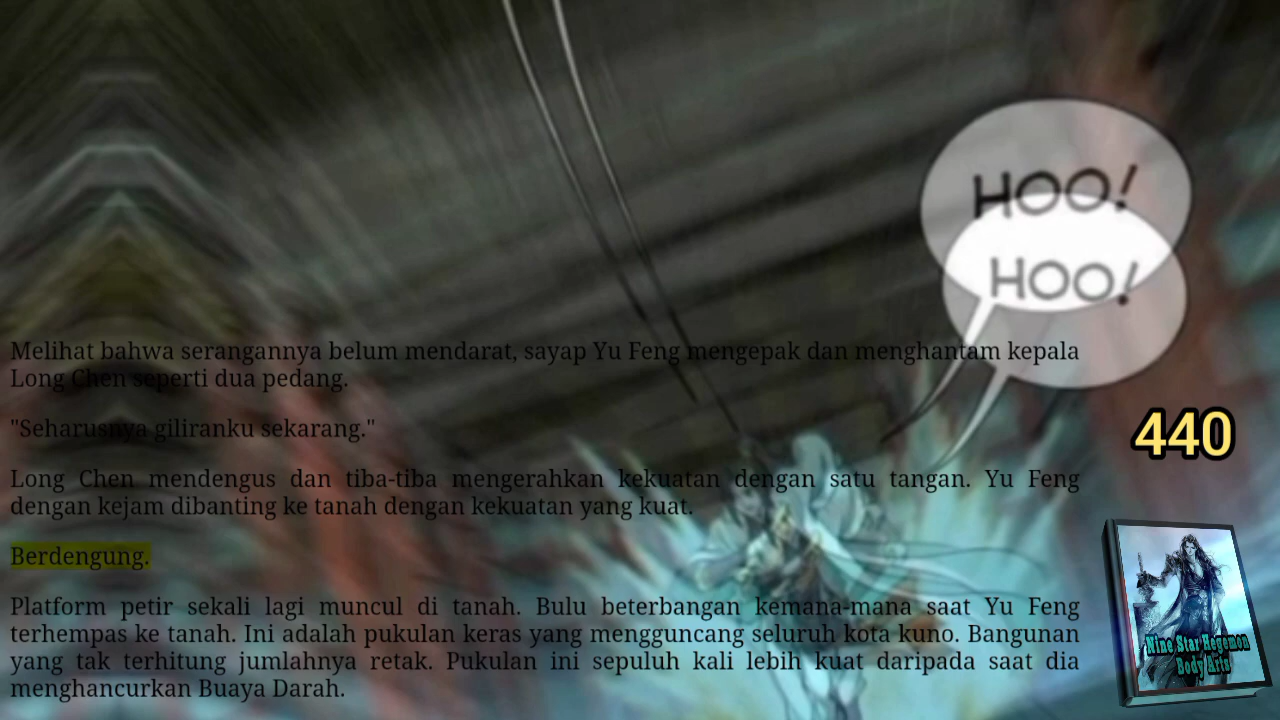 HOO!
HOO!
Melihat bahwa serangannya belum mendarat, sayap Yu Feng mengepak dan menghantam kepala
Long Chen seperti dua pedang.
"Seharusnya giliranku sekarang."
Long Chen mendengus dan tiba-tiba mengerahkan kekuatan dengan satu tangan. Yu Feng
dengan kejam dibanting ke tanah dengan kekuatan yang kuat.
Berdengung.
Platform petir sekali lagi muncul di tanah. Bulu beterbangan kemana-mana saat Yu Feng
terhempas ke tanah. Ini adalah pukulan keras yang mengguncang seluruh kota kuno. Bangunan
yang tak terhitung jumlahnya retak. Pukulan ini sepuluh kali lebih kuat daripada saat dia
menghancurkan Buaya Darah.
440
Nine Star Hegemon
Body Arts